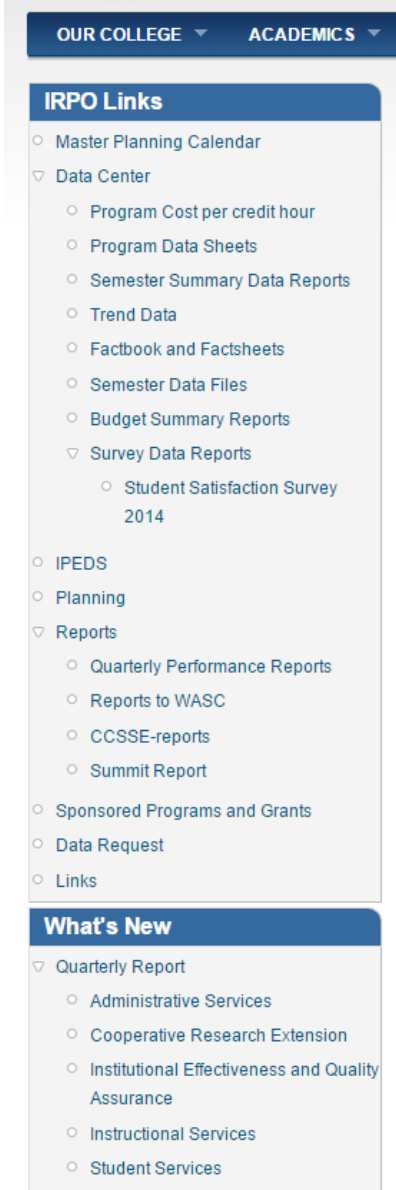 OUR COLLEGE ACADEMICS
IRPO Links
Master Planning Calendar
Data Center
Program Cost per credit hour
Program Data Sheets
Semester Summary Data Reports
Trend Data
Factbook and Factsheets
Semester Data Files
Budget Summary Reports
Survey Data Reports
Student Satisfaction Survey
2014
IPEDS
Planning
Reports
Quarterly Performance Reports
Reports to WASC
CCSSE-reports
Summit Report
Sponsored Programs and Grants
Data Request
Links
What's New
Quarterly Report
Administrative Services
Cooperative Research Extension
Institutional Effectiveness and Quality
Assurance
Instructional Services
Student Services